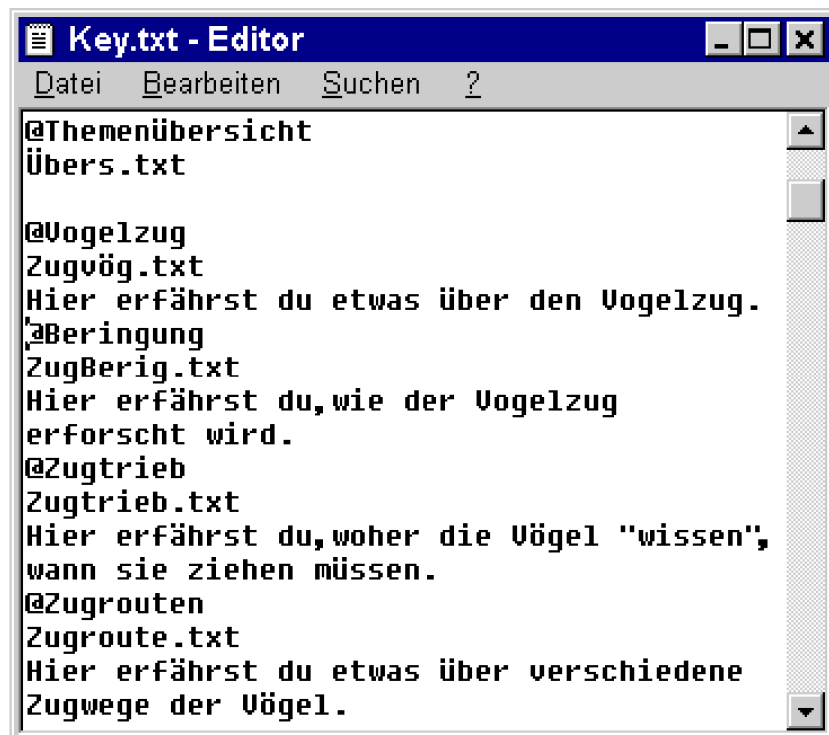 Key.txt - Editor
Datei Bearbeiten Suchen ?
@Themenübersicht
Übers.txt
@Vogelzug
Zugvög.txt
Hier erfährst du etwas über den Vogelzug.
@Beringung
ZugBerig.txt
Hier erfährst du,wie der Vogelzug
erforscht wird.
@Zugtrieb
Zugtrieb.txt
Hier erfährst du,woher die Vögel "wissen",
wann sie ziehen müssen.
@Zugrouten
Zugroute.txt
Hier erfährst du etwas über verschiedene
Zugwege der Vögel.